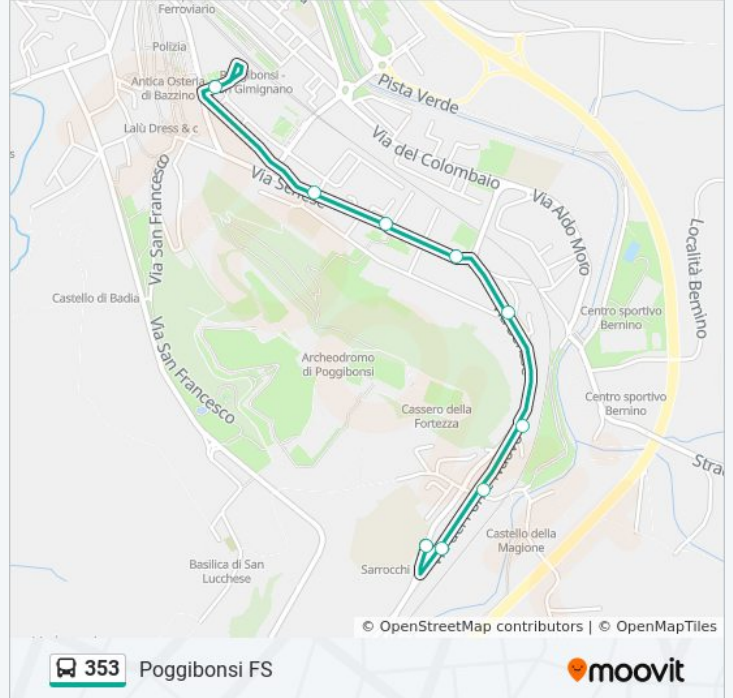 Ferroviario
Polizia
Antica Osteria
di Bazzino
Poggibonsi -
Gimignano
Pista Verde
Lalù Dress & c
Via del Colombaio
Via Senese
Via San Francesco
Via Aldo Moro
Località Bernino
Castello di Badia
Centro sportivo
Bernino
Via San Francesco
Archeodromo
di Poggibonsi
Centro sportivo
Bernino
Cassero della
Fortezza
Strad
Castello della
Magione
Basilica di San
Lucchese
Sarrocchi
© OpenStreetMap contributors | © OpenMapTiles
353 Poggibonsi FS
moovit